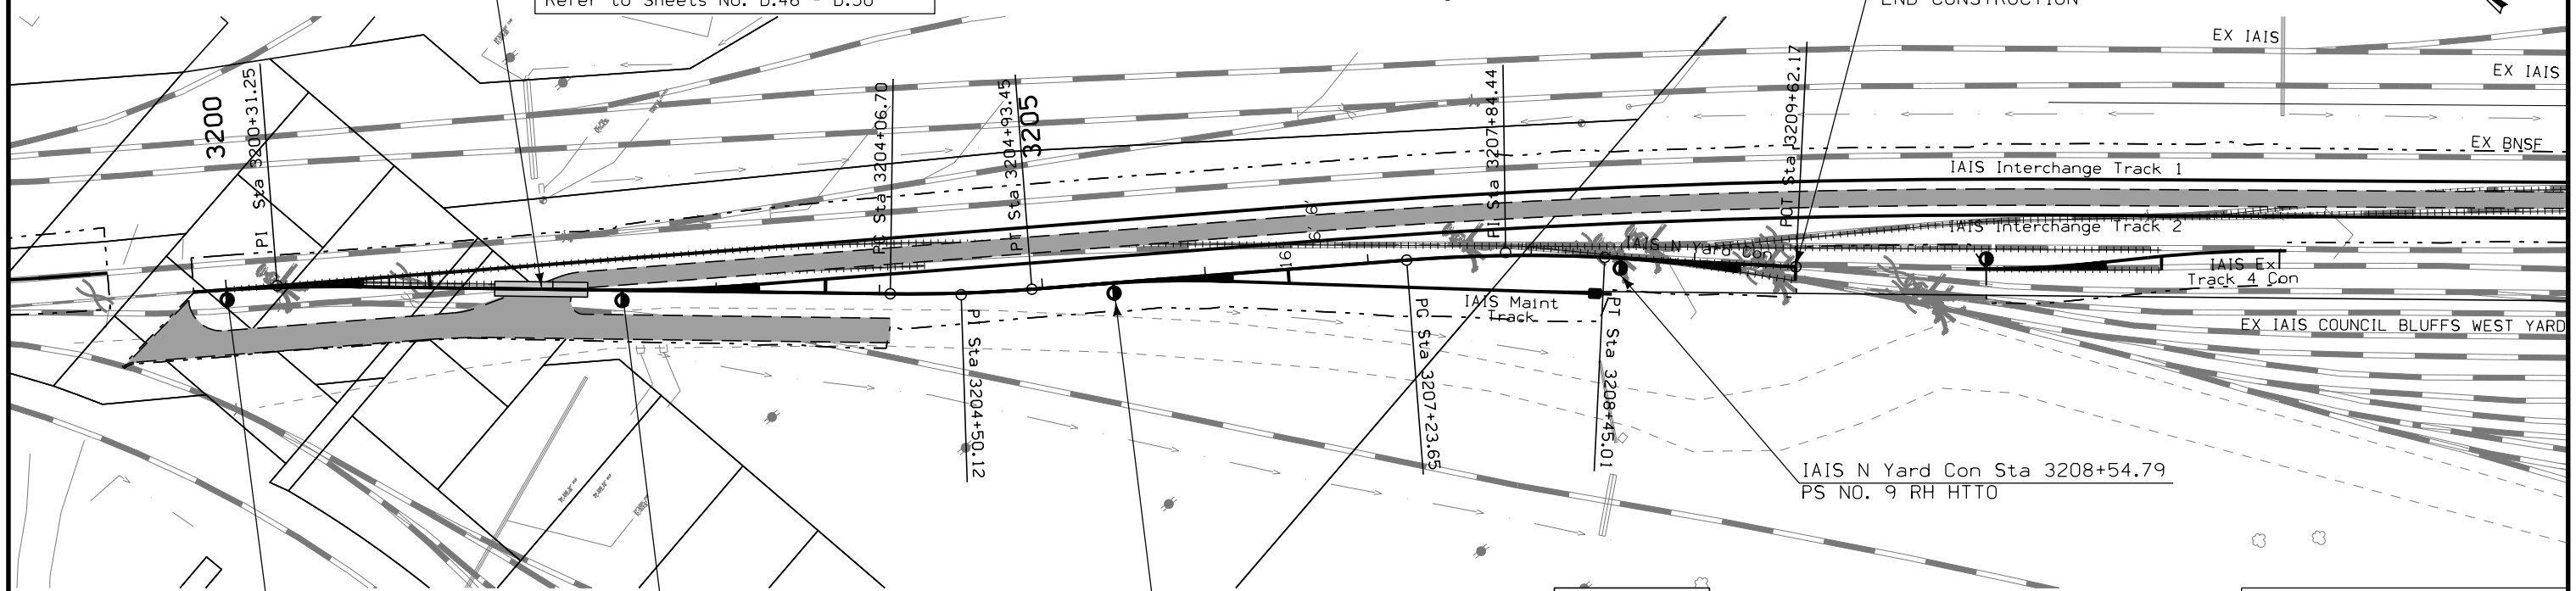 Refer to Sheets No. D.46 - D.50
END CONSTRUCTION
EX IAIS
EX IAIS
EX BNSF
3200
PI Sta 3200+31.25
PC Sta 3204+06.70
PT Sta 3204+93.45
3205
PI Sta 3207+84.44
POT Sta 3209+62.17
IAIS Interchange Track 1
IAIS Interchange Track 2
6'
6'
16'
IAIS N Yard Con
IAIS Ex
Track 4 Con
IAIS Maint
Track
EX IAIS COUNCIL BLUFFS WEST YARD
PI Sta 3204+50.12
PC Sta 3207+23.65
PT Sta 3208+45.01
IAIS N Yard Con Sta 3208+54.79
PS NO. 9 RH HTTO